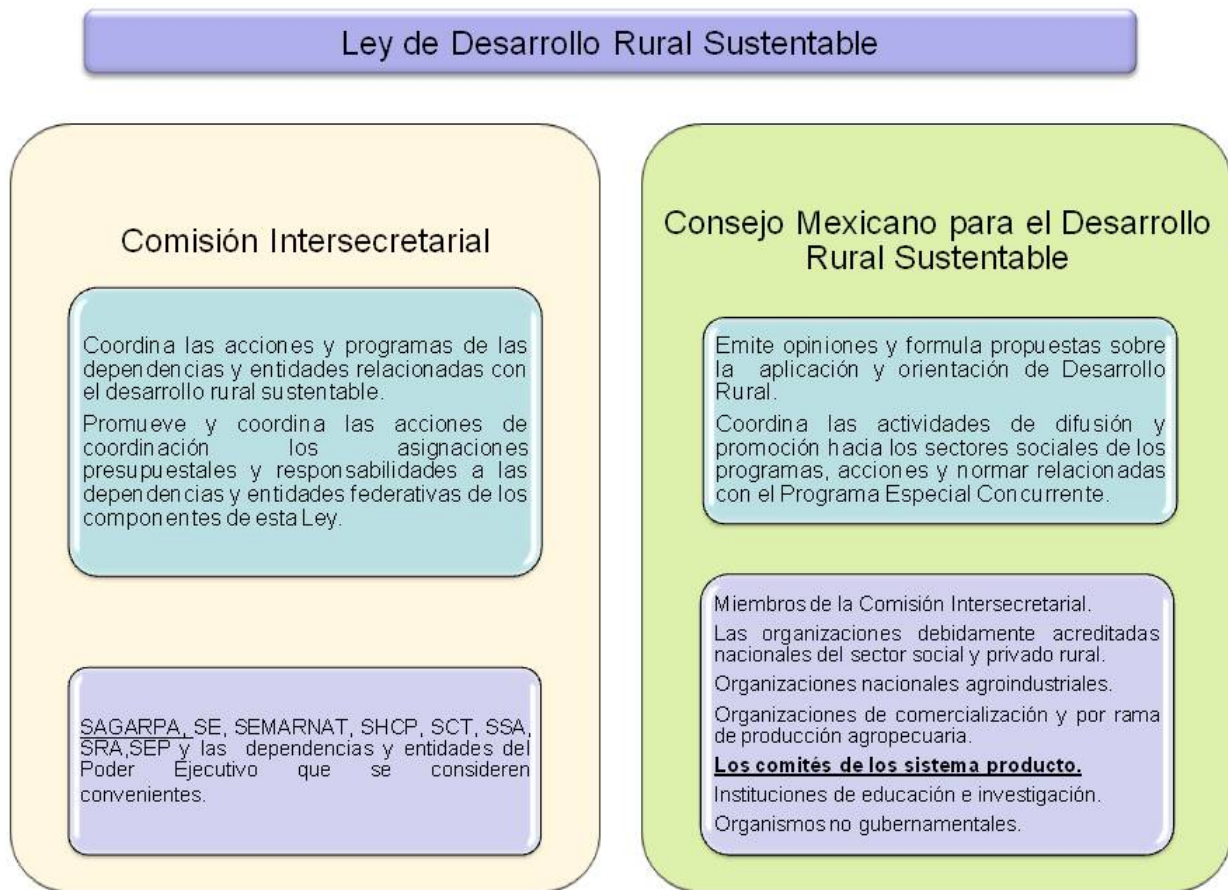 Ley de Desarrollo Rural Sustentable
Comisión Intersecretarial
Coordina las acciones y programas de las
dependencias y entidades relacionadas con
el desarrollo rural sustentable.
Promueve y coordina las acciones de
coordinación los asignaciones
presupuestales y responsabilidades a las
dependencias y entidades federativas de los
componentes de esta Ley.
SAGARPA, SE, SEMARNAT, SHCP, SCT, SSA,
SRA,SEP y las dependencias y entidades del
Poder Ejecutivo que se consideren
convenientes.
Consejo Mexicano para el Desarrollo
Rural Sustentable
Emite opiniones y formula propuestas sobre
la aplicación y orientación de Desarrollo
Rural.
Coordina las actividades de difusión y
promoción hacia los sectores sociales de los
programas, acciones y normar relacionadas
con el Programa Especial Concurrente.
Miembros de la Comisión Intersecretarial.
Las organizaciones debidamente acreditadas
nacionales del sector social y privado rural.
Organizaciones nacionales agroindustriales.
Organizaciones de comercialización y por rama
de producción agropecuaria.
Los comités de los sistema producto.
Instituciones de educación e investigación.
Organismos no gubernamentales.